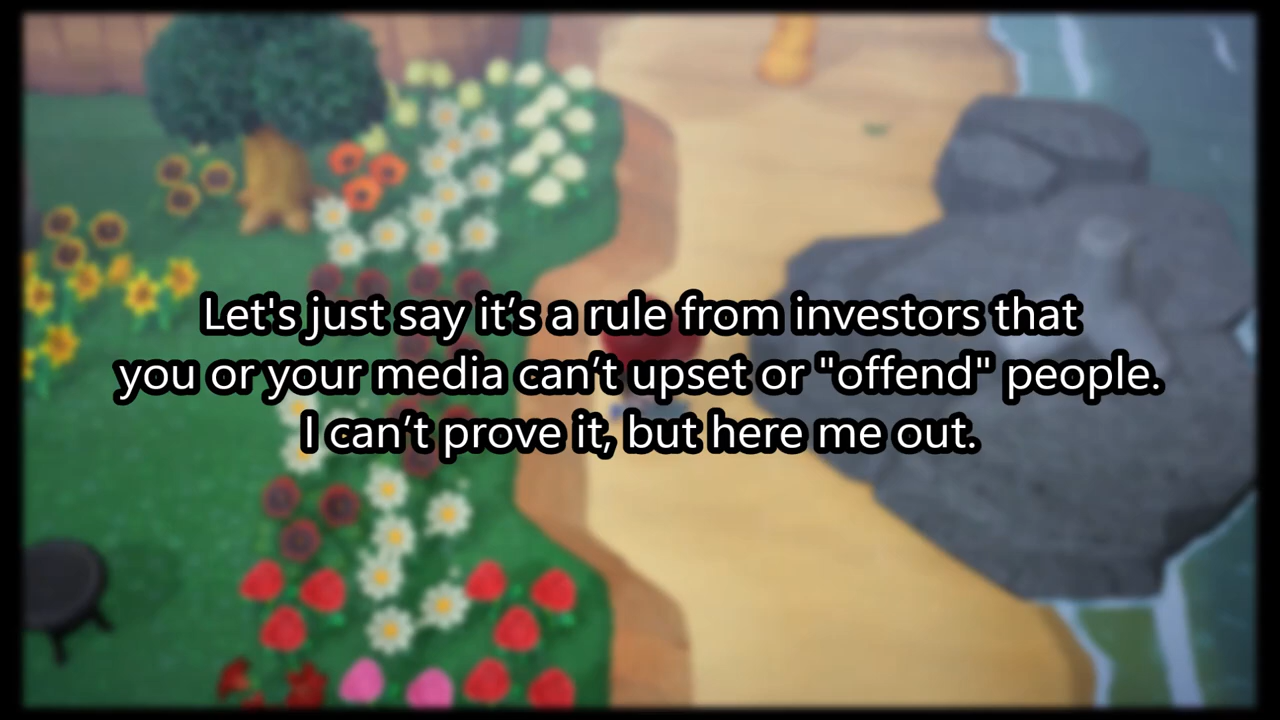 Let's just say it’s a rule from investors that
you or your media can’t upset or "offend" people.
I can’t prove it, but here me out.